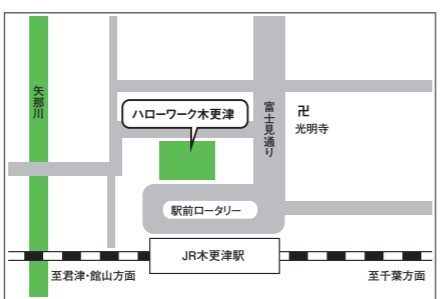 矢那川
ハローワーク木更津
富士見通り
卍
光明寺
駅前ロータリー
JR木更津駅
至君津・館山方面
至千葉方面